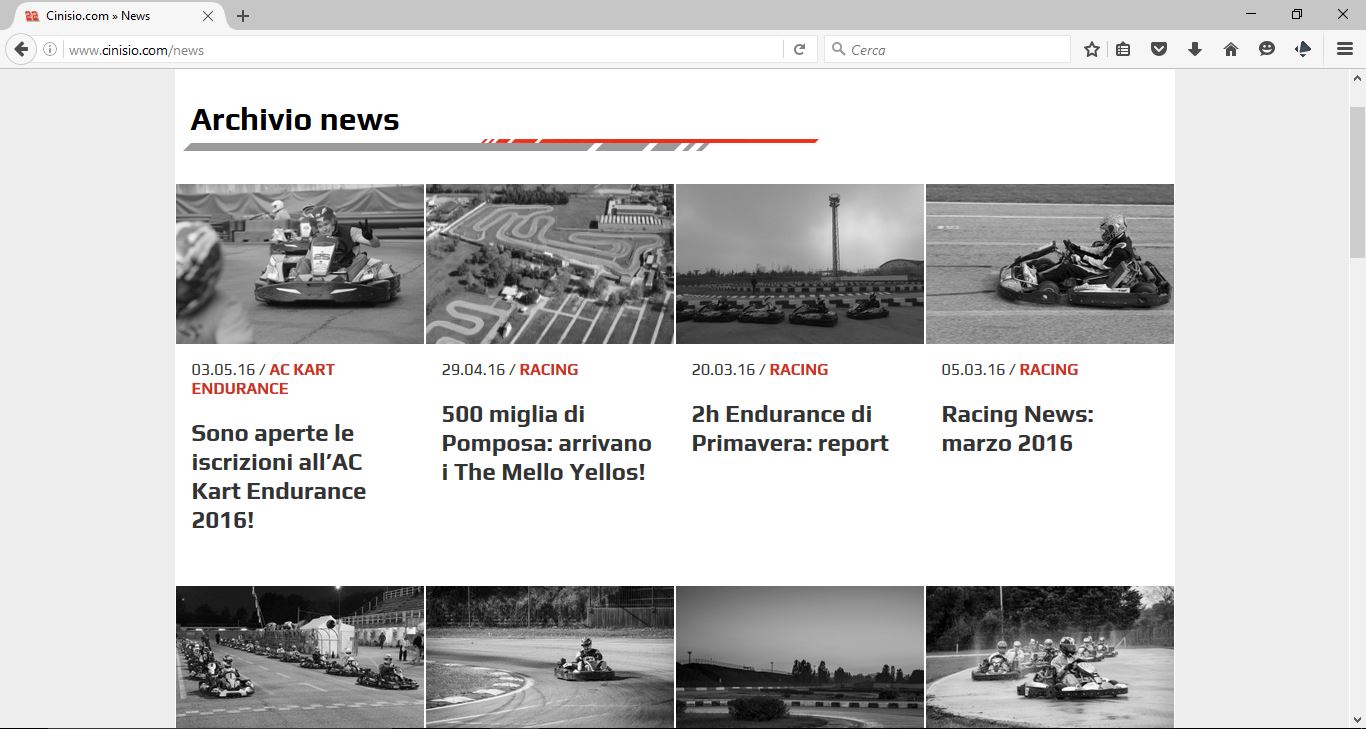 Cinisio.com » News
www.cinisio.com/news
Cerca
Archivio news
03.05.16 / AC KART
ENDURANCE
Sono aperte le
iscrizioni all’AC
Kart Endurance
2016!
29.04.16 / RACING
500 miglia di
Pomposa: arrivano
i The Mello Yellos!
20.03.16 / RACING
2h Endurance di
Primavera: report
05.03.16 / RACING
Racing News:
marzo 2016